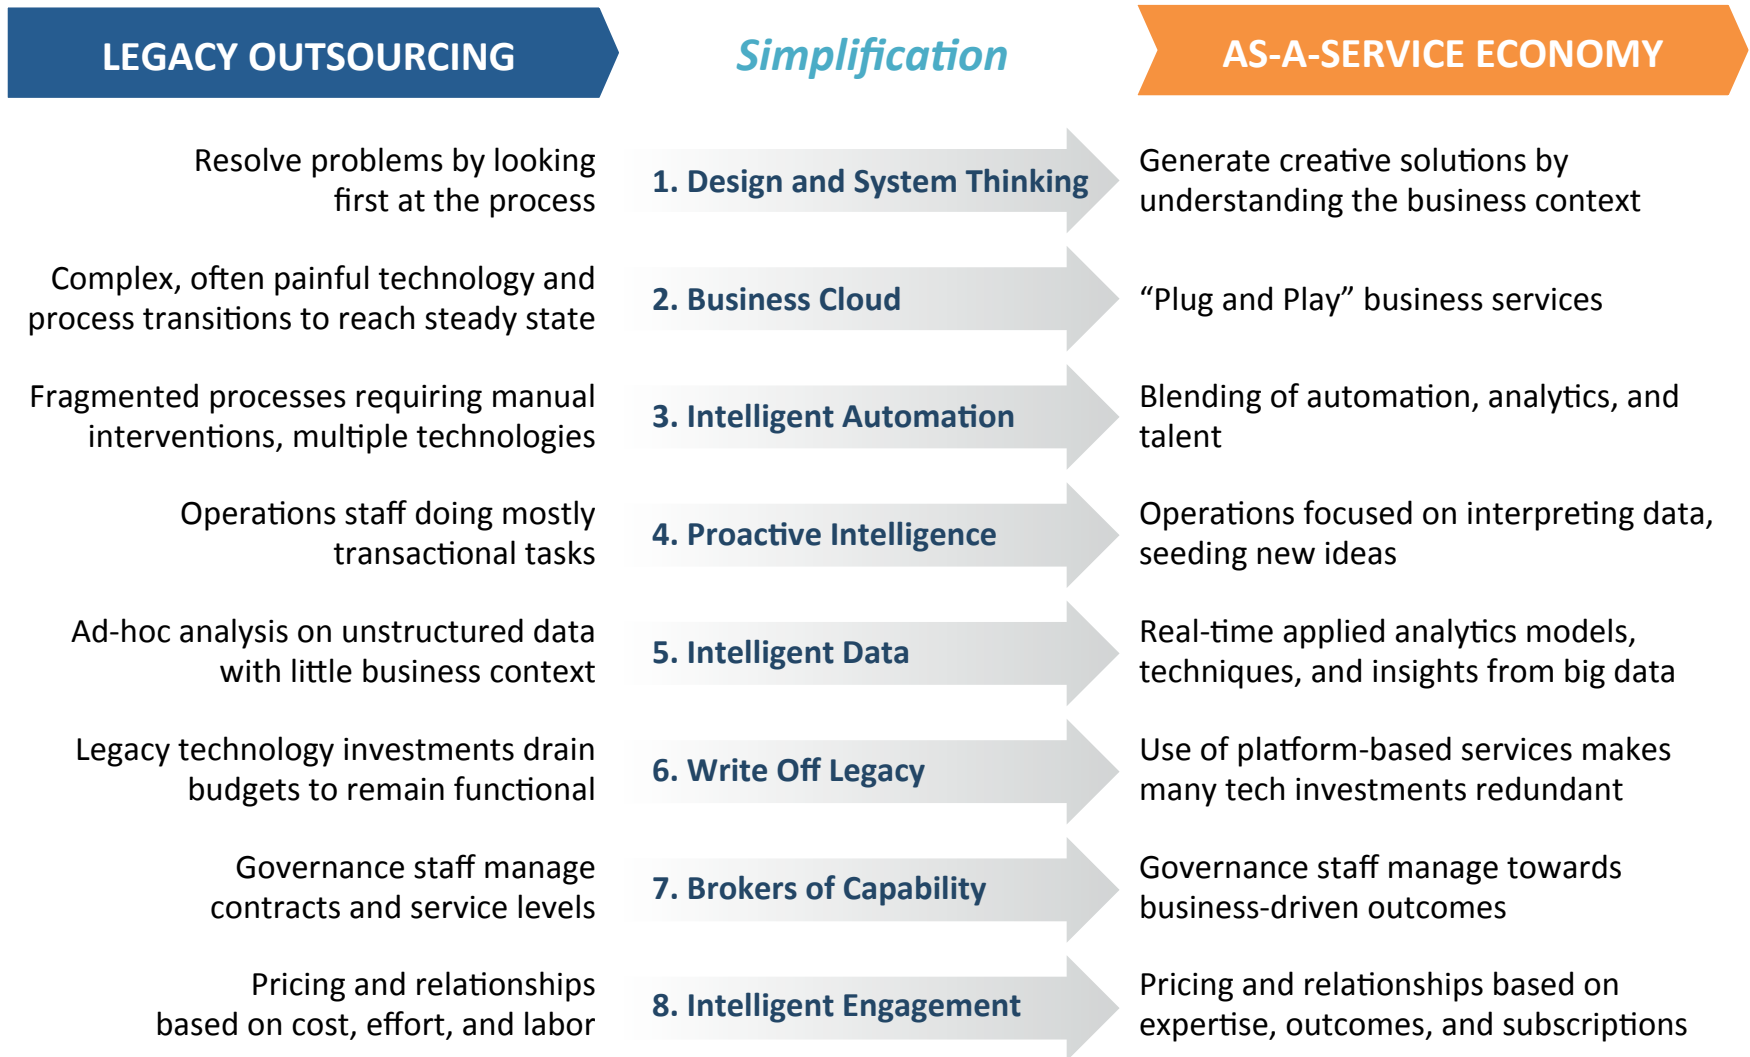 LEGACY OUTSOURCING
Simplification
AS-A-SERVICE ECONOMY
Resolve problems by looking
first at the process
1. Design and System Thinking
Generate creative solutions by
understanding the business context
Complex, often painful technology and
process transitions to reach steady state
2. Business Cloud
“Plug and Play” business services
Fragmented processes requiring manual
interventions, multiple technologies
3. Intelligent Automation
Blending of automation, analytics, and
talent
Operations staff doing mostly
transactional tasks
4. Proactive Intelligence
Operations focused on interpreting data,
seeding new ideas
Ad-hoc analysis on unstructured data
with little business context
5. Intelligent Data
Real-time applied analytics models,
techniques, and insights from big data
Legacy technology investments drain
budgets to remain functional
6. Write Off Legacy
Use of platform-based services makes
many tech investments redundant
Governance staff manage
contracts and service levels
7. Brokers of Capability
Governance staff manage towards
business-driven outcomes
Pricing and relationships
based on cost, effort, and labor
8. Intelligent Engagement
Pricing and relationships based on
expertise, outcomes, and subscriptions